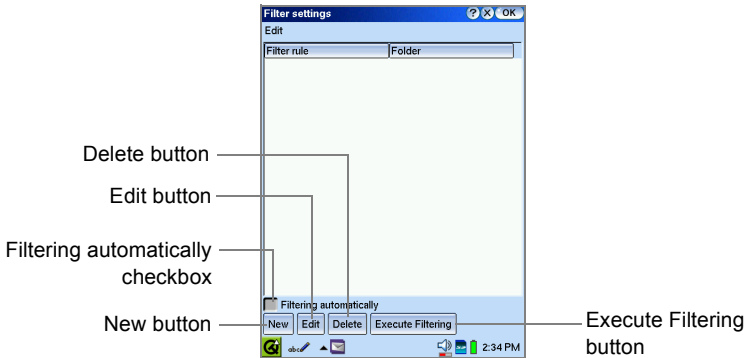 Filter settings ? X OK
Edit
Filter rule Folder
Delete button
Edit button
Filtering automatically
checkbox
Filtering automatically
New button
New Edit Delete Execute Filtering
Execute Filtering
button
abc 2:34 PM